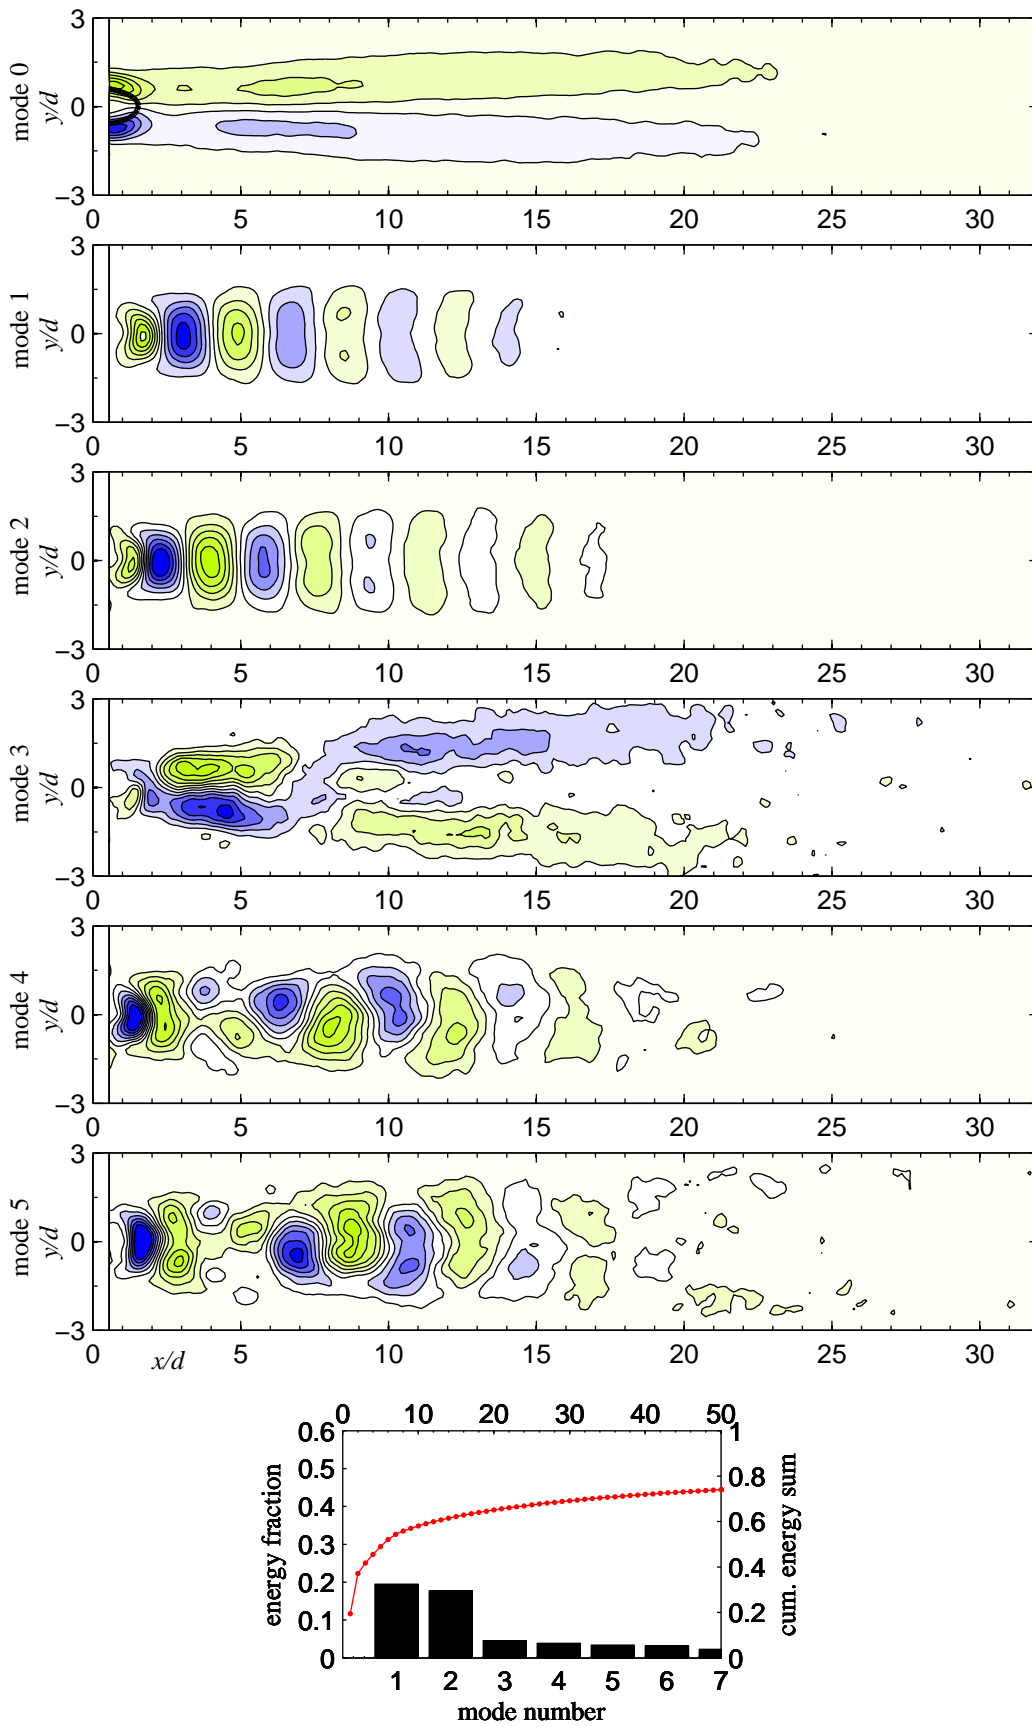 mode 0
y/d
3
0
−3
0 5 10 15 20 25 30
mode 1
y/d
3
0
−3
0 5 10 15 20 25 30
mode 2
y/d
3
0
−3
0 5 10 15 20 25 30
mode 3
y/d
3
0
−3
0 5 10 15 20 25 30
mode 4
y/d
3
0
−3
0 5 10 15 20 25 30
mode 5
y/d
3
0
−3
0 5 10 15 20 25 30
x/d
0 10 20 30 40 50
energy fraction
0.6
0.5
0.4
0.3
0.2
0.1
0
1
0.8
0.6
0.4
0.2
0
cum. energy sum
1 2 3 4 5 6 7
mode number